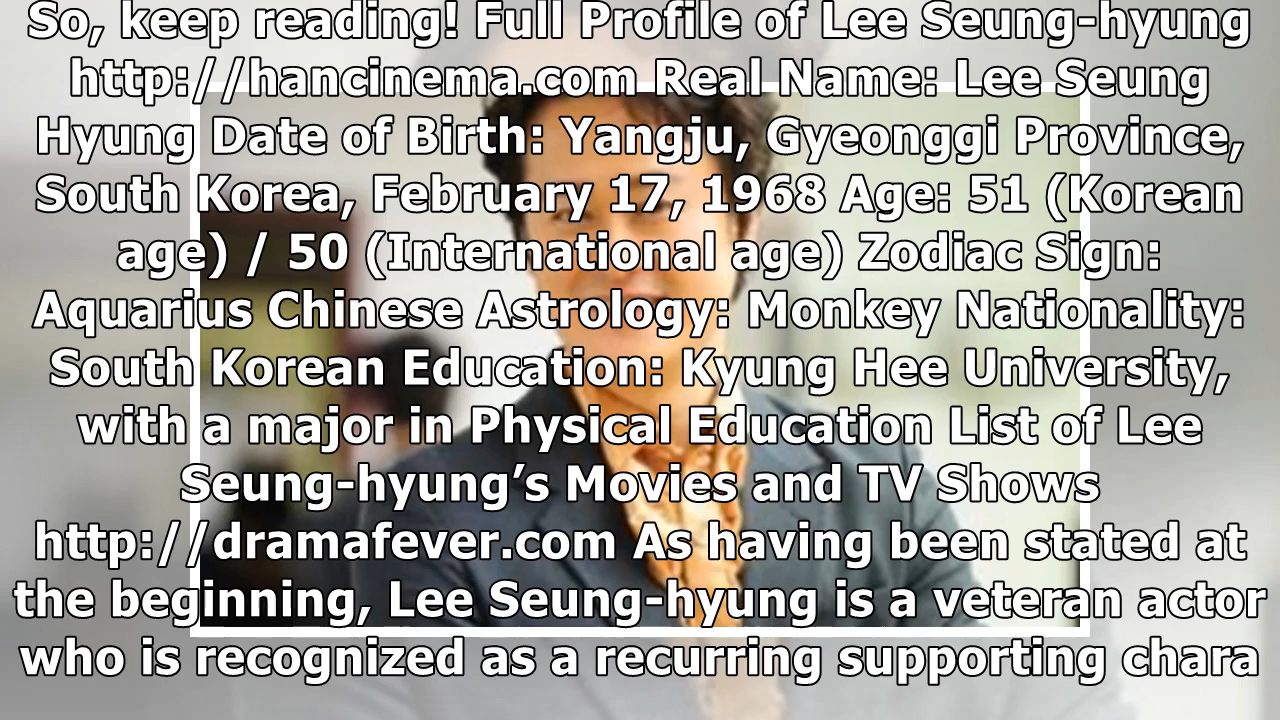 So, keep reading! Full Profile of Lee Seung-hyung
http://hancinema.com Real Name: Lee Seung
Hyung Date of Birth: Yangju, Gyeonggi Province,
South Korea, February 17, 1968 Age: 51 (Korean
age) / 50 (International age) Zodiac Sign:
Aquarius Chinese Astrology: Monkey Nationality:
South Korean Education: Kyung Hee University,
with a major in Physical Education List of Lee
Seung-hyung’s Movies and TV Shows
http://dramafever.com As having been stated at
the beginning, Lee Seung-hyung is a veteran actor
who is recognized as a recurring supporting chara